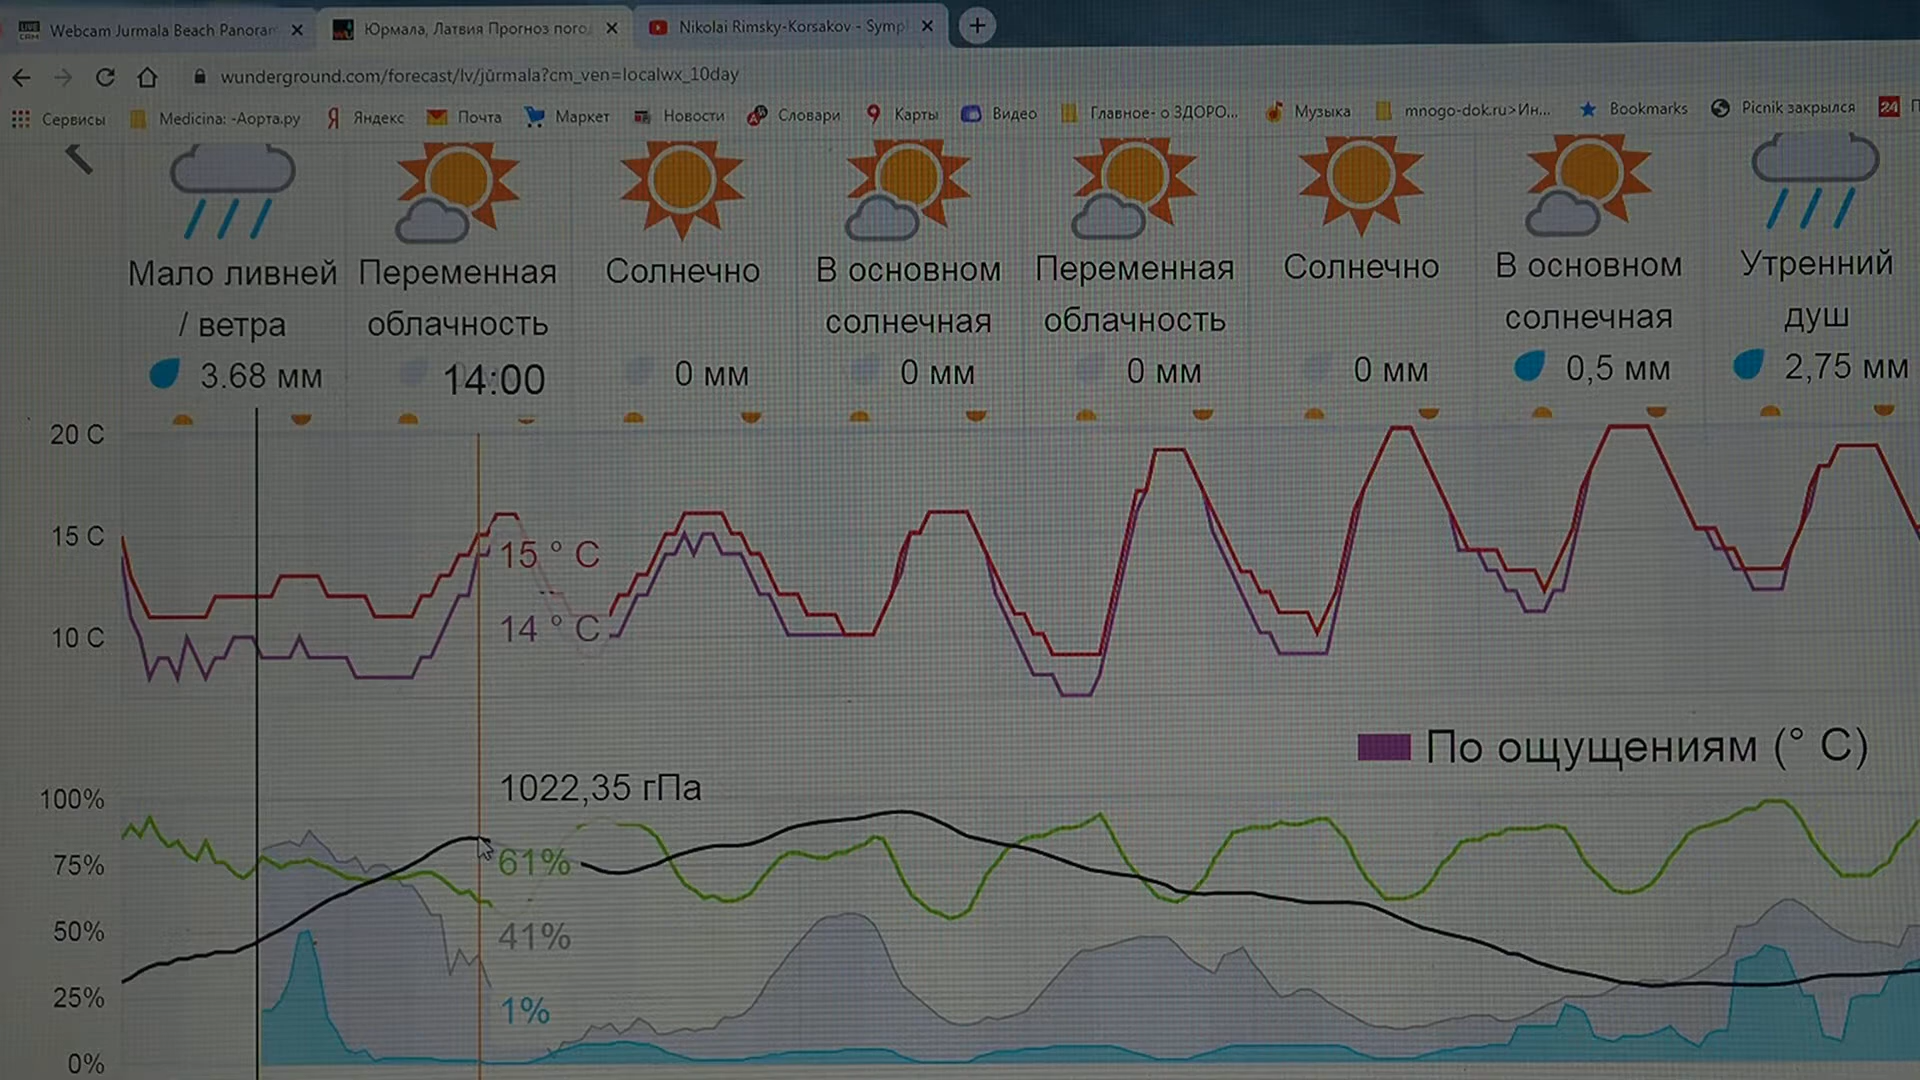 Webcam Jurmala Beach Panoram
Юрмала, Латвия Прогноз пого
Nikolai Rimsky-Korsakov - Symp
wunderground.com/forecast/lv/jūrmala?cm_ven=localwx_10day
Сервисы Medicina: -Аорта.ру Яндекс Почта Маркет Новости Словари Карты Видео Главное- о ЗДОРО... Музыка mnogo-dok.ru>Ин... Bookmarks Picnik закрылся 24 П
Мало ливней / ветра
Переменная облачность
Солнечно
В основном солнечная
Переменная облачность
Солнечно
В основном солнечная
Утренний душ
3.68 мм 14:00 0 мм 0 мм 0 мм 0 мм 0,5 мм 2,75 мм
20 C
15 C
15 ° C
14 ° C
10 C
По ощущениям (° C)
1022,35 гПа
100%
75%
61%
50%
41%
25%
1%
0%